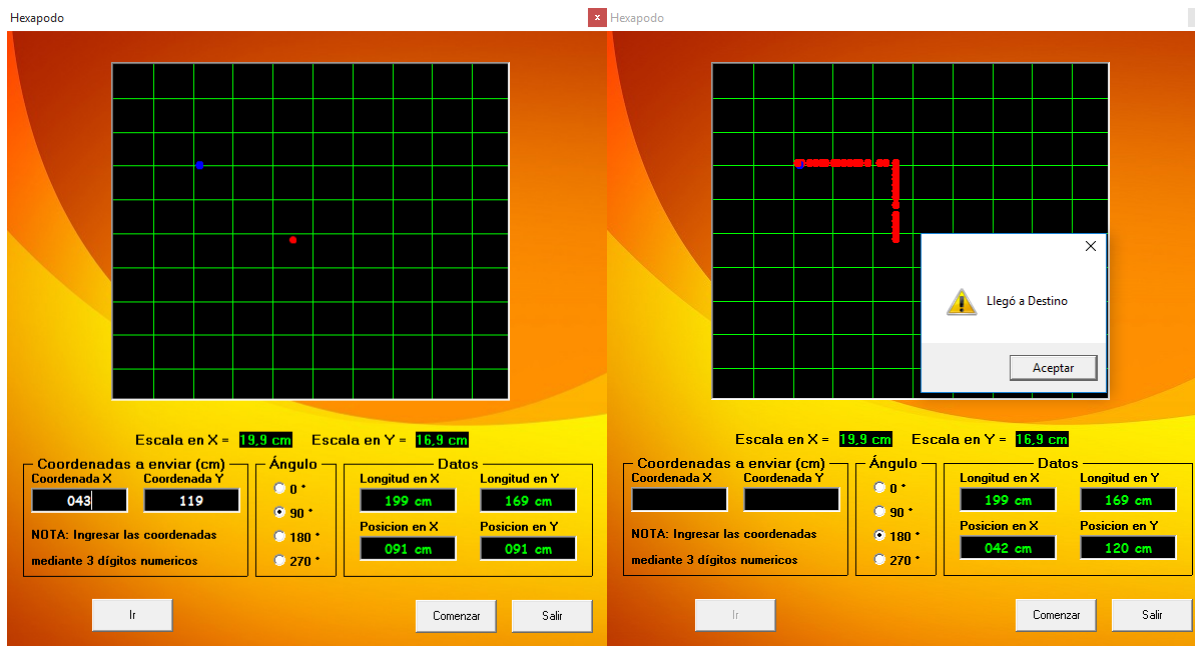 Hexapodo
Escala en X = 19,9 cm Escala en Y = 16,9 cm
Coordenadas a enviar (cm)
Coordenada X Coordenada Y
043 119
NOTA: Ingresar las coordenadas
mediante 3 dígitos numericos
Ángulo
0 °
90 °
180 °
270 °
Datos
Longitud en X Longitud en Y
199 cm 169 cm
Posicion en X Posicion en Y
091 cm 091 cm
Ir Comenzar Salir
Hexapodo
Llegó a Destino
Aceptar
Escala en X = 19,9 cm Escala en Y = 16,9 cm
Coordenadas a enviar (cm)
Coordenada X Coordenada Y
NOTA: Ingresar las coordenadas
mediante 3 dígitos numericos
Ángulo
0 °
90 °
180 °
270 °
Datos
Longitud en X Longitud en Y
199 cm 169 cm
Posicion en X Posicion en Y
042 cm 120 cm
Ir Comenzar Salir